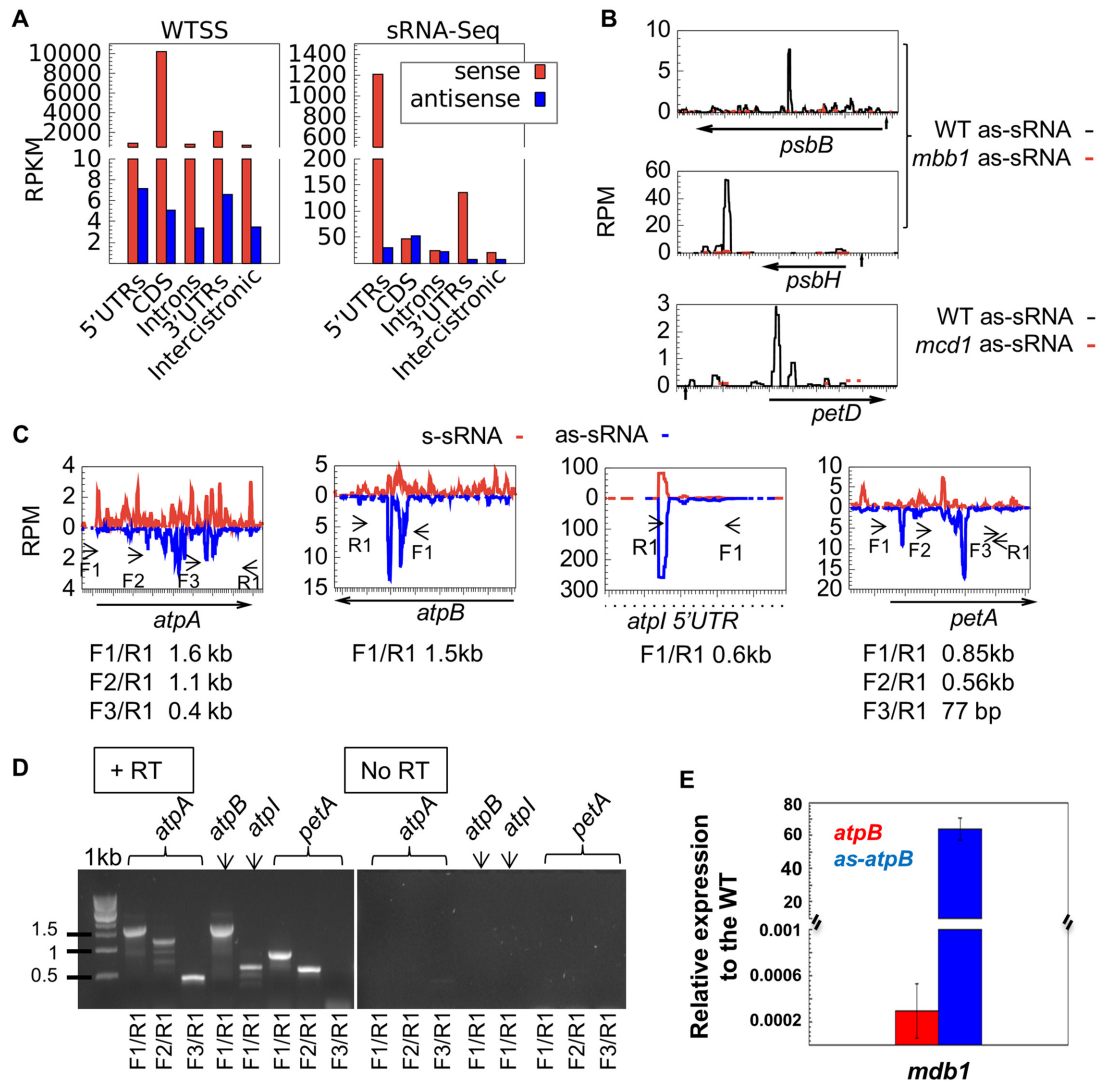 A
WTSS
sRNA-Seq
10000
8000
6000
4000
2000
10
8
6
4
2
RPKM
1400
1200
1000
800
600
200
150
100
50
sense
antisense
5′UTRs
CDS
Introns
3′UTRs
Intercistronic
5′UTRs
CDS
Introns
3′UTRs
Intercistronic
B
10
5
0
psbB
WT as-sRNA
mbb1 as-sRNA
RPM
60
40
20
0
psbH
3
2
1
0
petD
WT as-sRNA
mcd1 as-sRNA
C
s-sRNA
as-sRNA
RPM
4
2
0
2
4
F1
F2
F3
R1
atpA
F1/R1 1.6 kb
F2/R1 1.1 kb
F3/R1 0.4 kb
5
0
5
10
15
R1
F1
atpB
F1/R1 1.5kb
100
0
100
200
300
R1
F1
atpI 5′UTR
F1/R1 0.6kb
10
5
0
5
10
20
F1
F2
F3
R1
petA
F1/R1 0.85kb
F2/R1 0.56kb
F3/R1 77 bp
D
+ RT
No RT
atpA
atpB
atpI
petA
atpA
atpB
atpI
petA
1kb
1.5
1
0.5
F1/R1
F2/R1
F3/R1
F1/R1
F1/R1
F1/R1
F2/R1
F3/R1
F1/R1
F2/R1
F3/R1
F1/R1
F1/R1
F1/R1
F2/R1
F3/R1
E
Relative expression
to the WT
80
60
40
20
0.001
0.0006
0.0002
atpB
as-atpB
mdb1